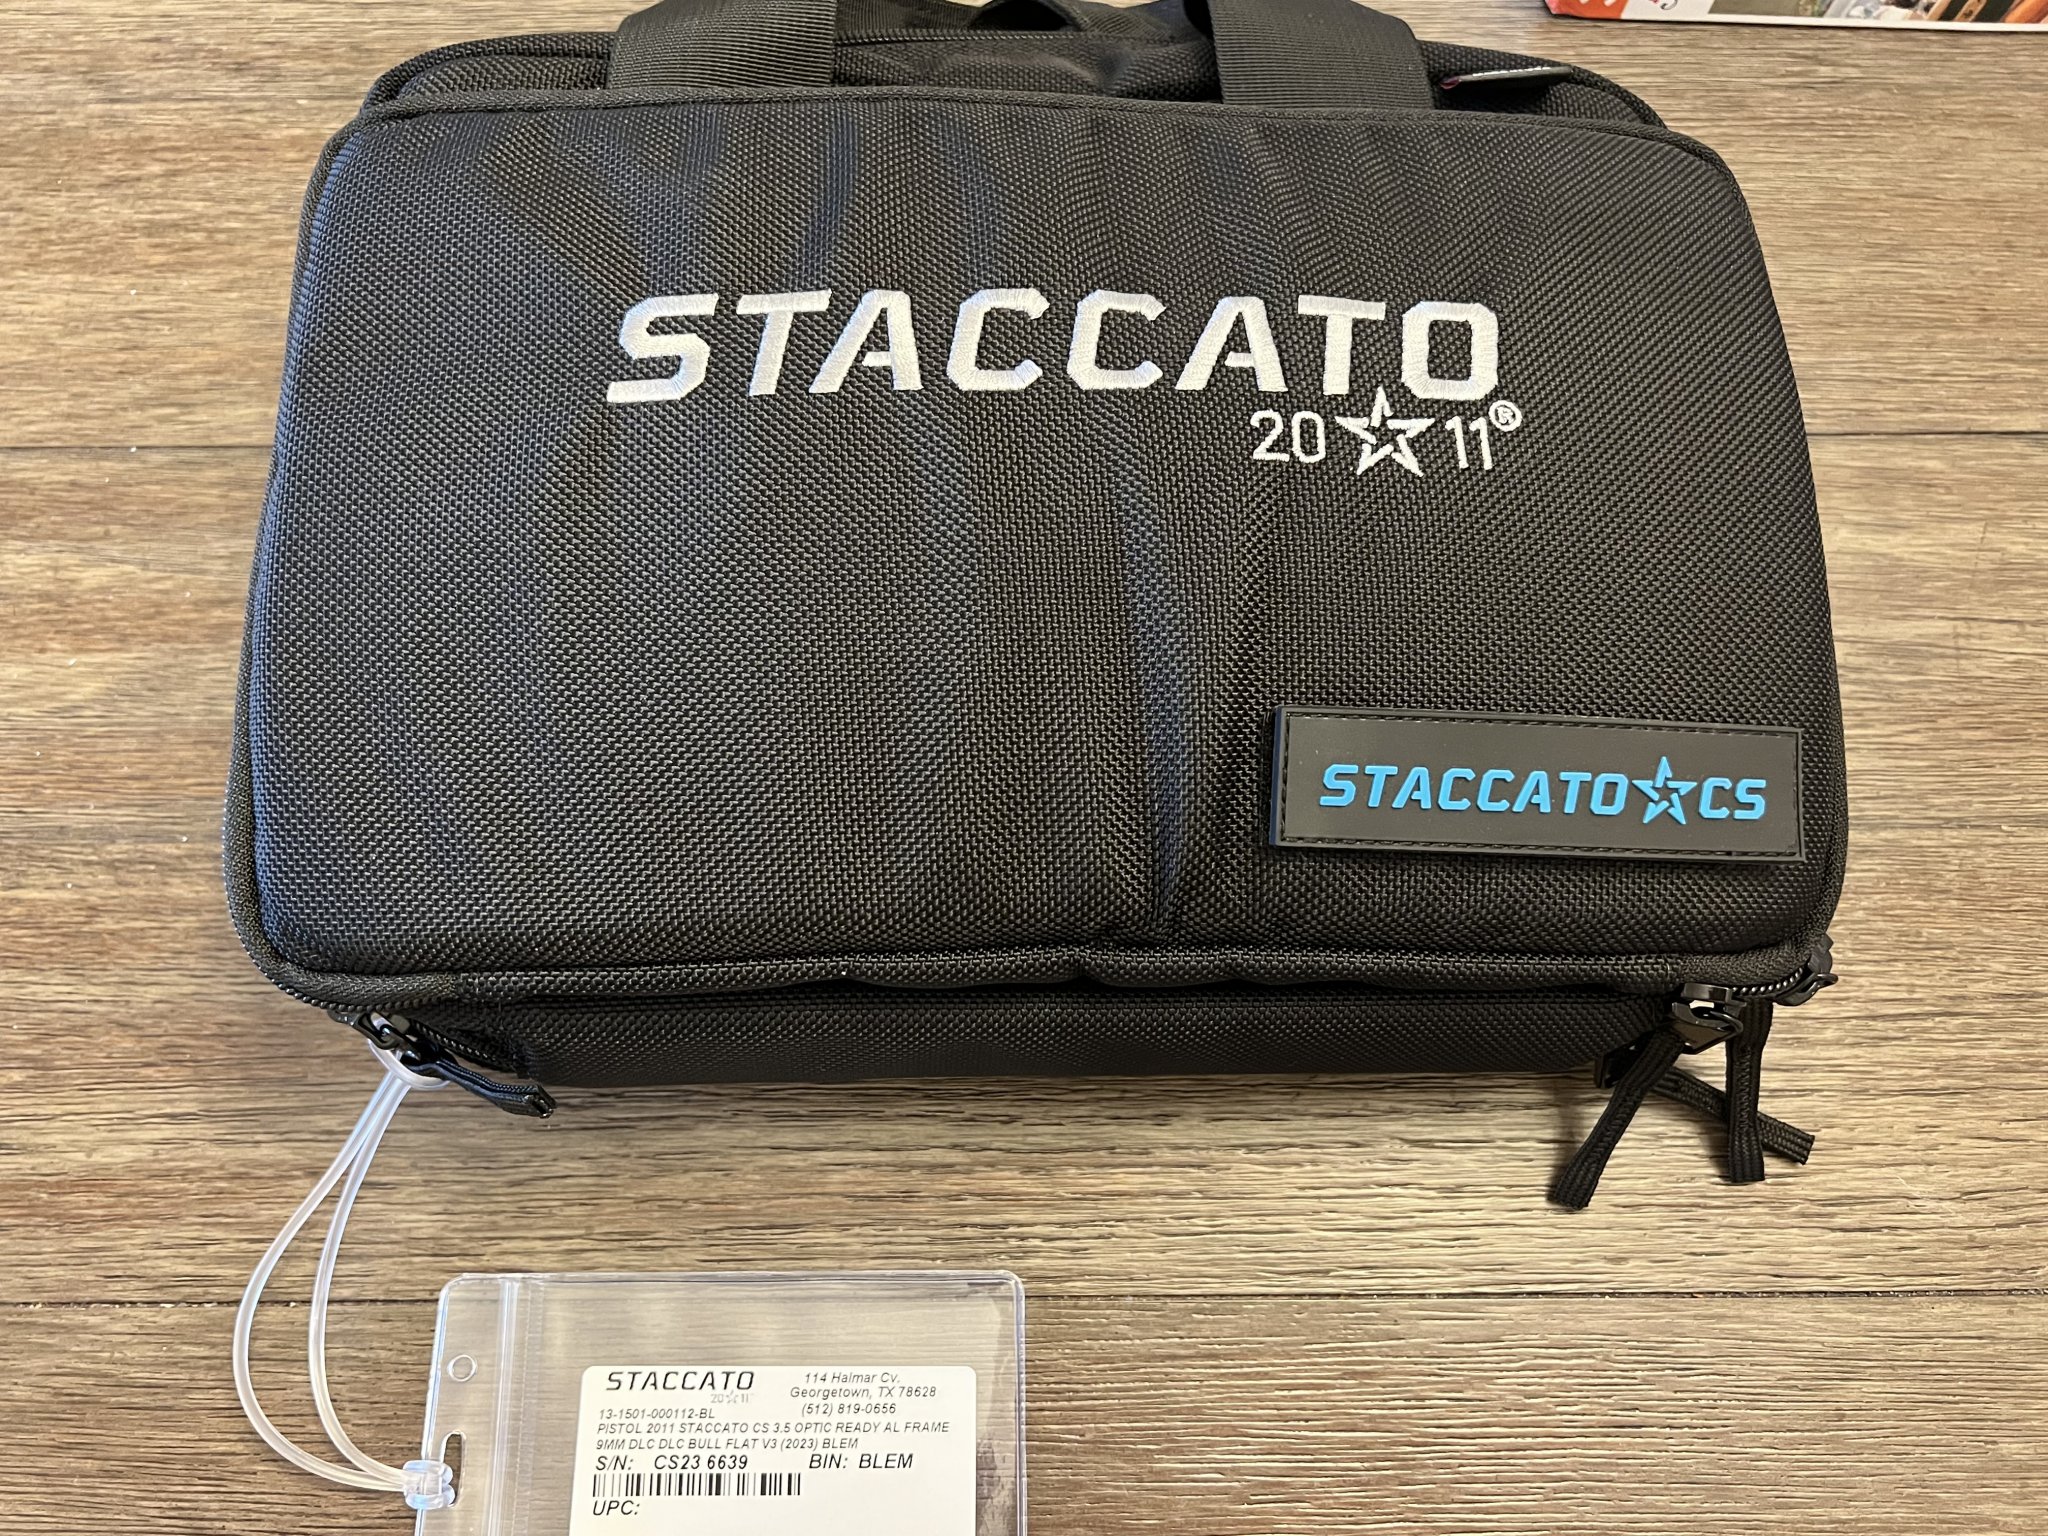 STACCATO
20 11®
STACCATO CS
STACCATO
20 11
114 Halmar Cv.
Georgetown, TX 78628
(512) 819-0656
13-1501-000112-BL
PISTOL 2011 STACCATO CS 3.5 OPTIC READY AL FRAME
9MM DLC DLC BULL FLAT V3 (2023) BLEM
S/N: CS23 6639 BIN: BLEM
UPC: